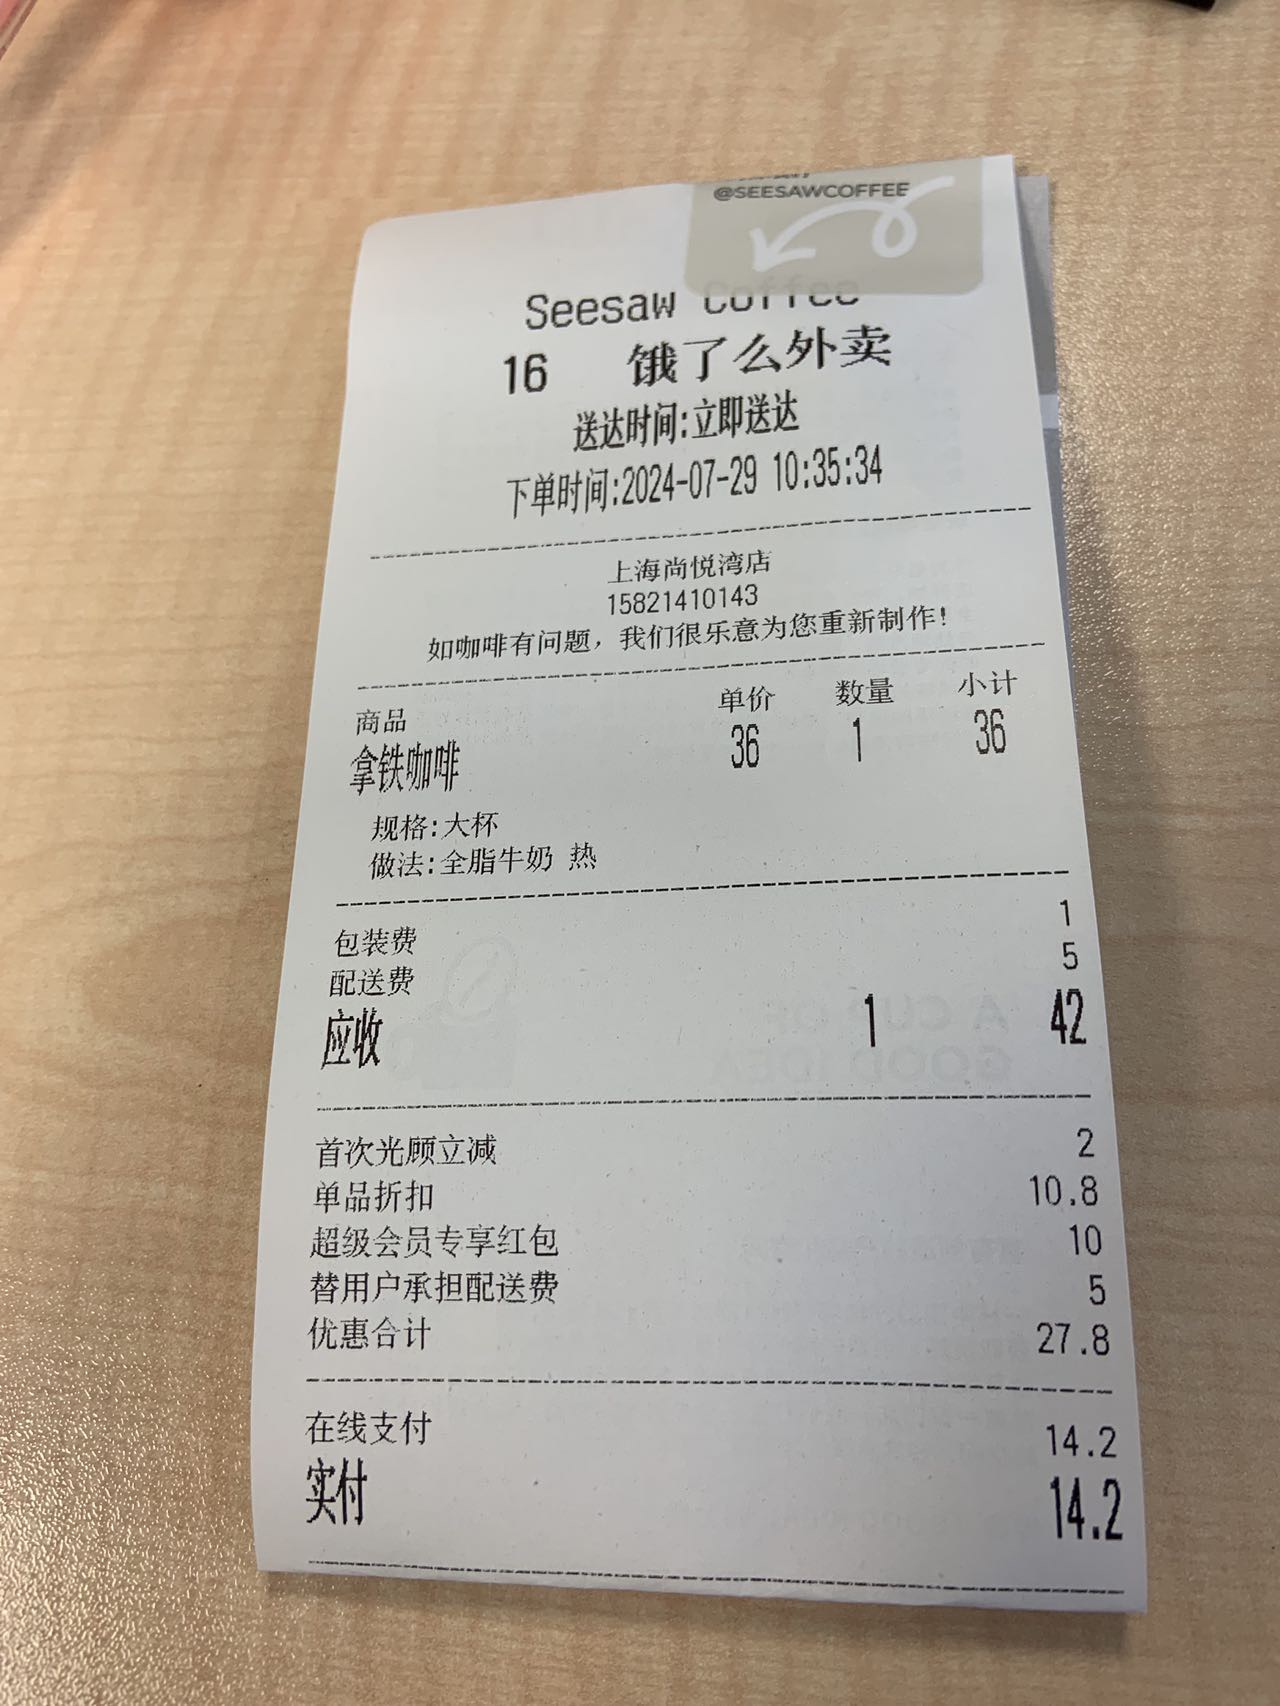 @SEESAWCOFFEE
Seesaw Coffee
16 饿了么外卖
送达时间:立即送达
下单时间:2024-07-29 10:35:34
上海尚悦湾店
15821410143
如咖啡有问题，我们很乐意为您重新制作！
商品 单价 数量 小计
拿铁咖啡 36 1 36
规格:大杯
做法:全脂牛奶 热
包装费 1
配送费 5
应收 1 42
首次光顾立减 2
单品折扣 10.8
超级会员专享红包 10
替用户承担配送费 5
优惠合计 27.8
在线支付 14.2
实付 14.2